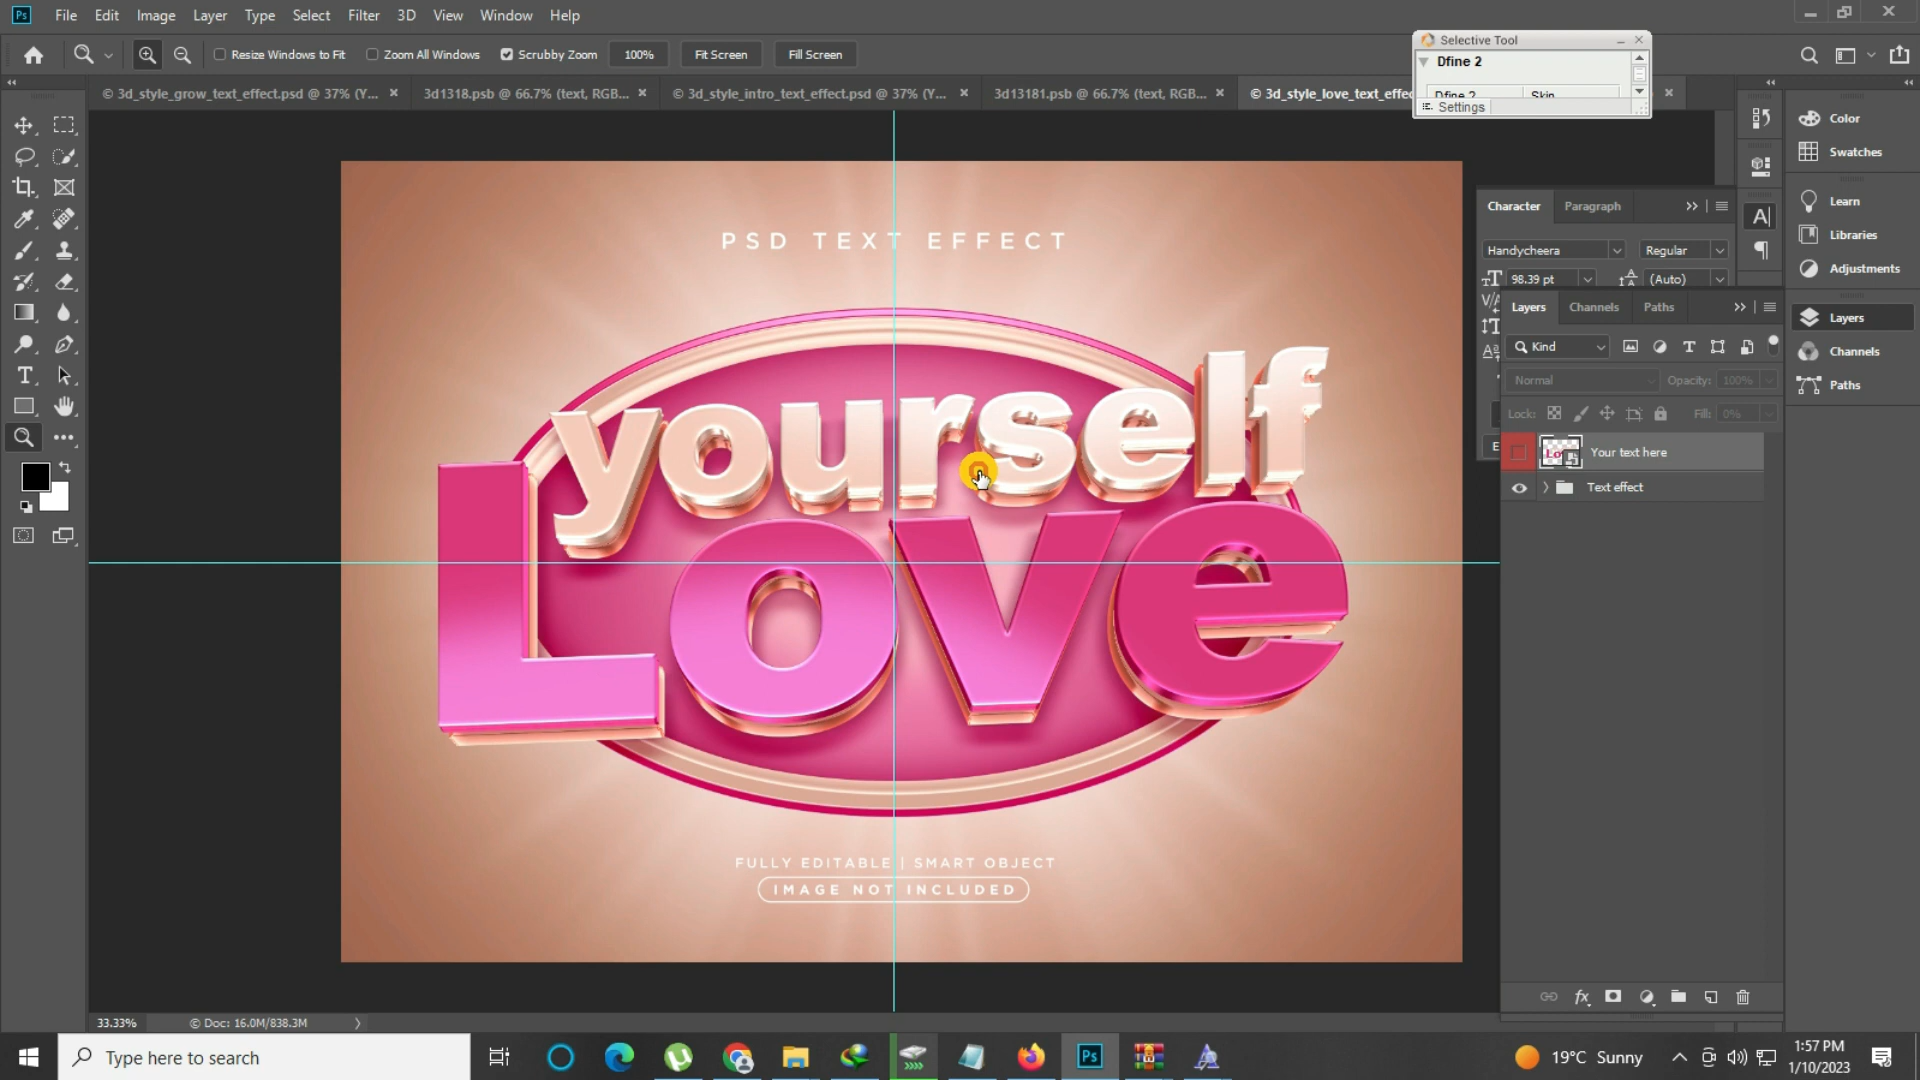 Ps File Edit Image Layer Type Select Filter 3D View Window Help
Resize Windows to Fit Zoom All Windows Scrubby Zoom 100% Fit Screen Fill Screen
Selective Tool
Dfine 2
Dfine 2 Skin
Settings
© 3d_style_grow_text_effect.psd @ 37% (Y... 3d1318.psb @ 66.7% (text, RGB... © 3d_style_intro_text_effect.psd @ 37% (Y... 3d13181.psb @ 66.7% (text, RGB... © 3d_style_love_text_effec
Color
Swatches
Learn
Libraries
Adjustments
Layers
Channels
Paths
Character Paragraph
Handycheera Regular
98.39 pt (Auto)
Layers Channels Paths
Kind
Normal Opacity: 100%
Lock: Fill: 0%
Your text here
Text effect
PSD TEXT EFFECT
yourself
Love
FULLY EDITABLE | SMART OBJECT
IMAGE NOT INCLUDED
33.33% © Doc: 16.0M/838.3M
Type here to search
Ps
19°C Sunny
1:57 PM
1/10/2023